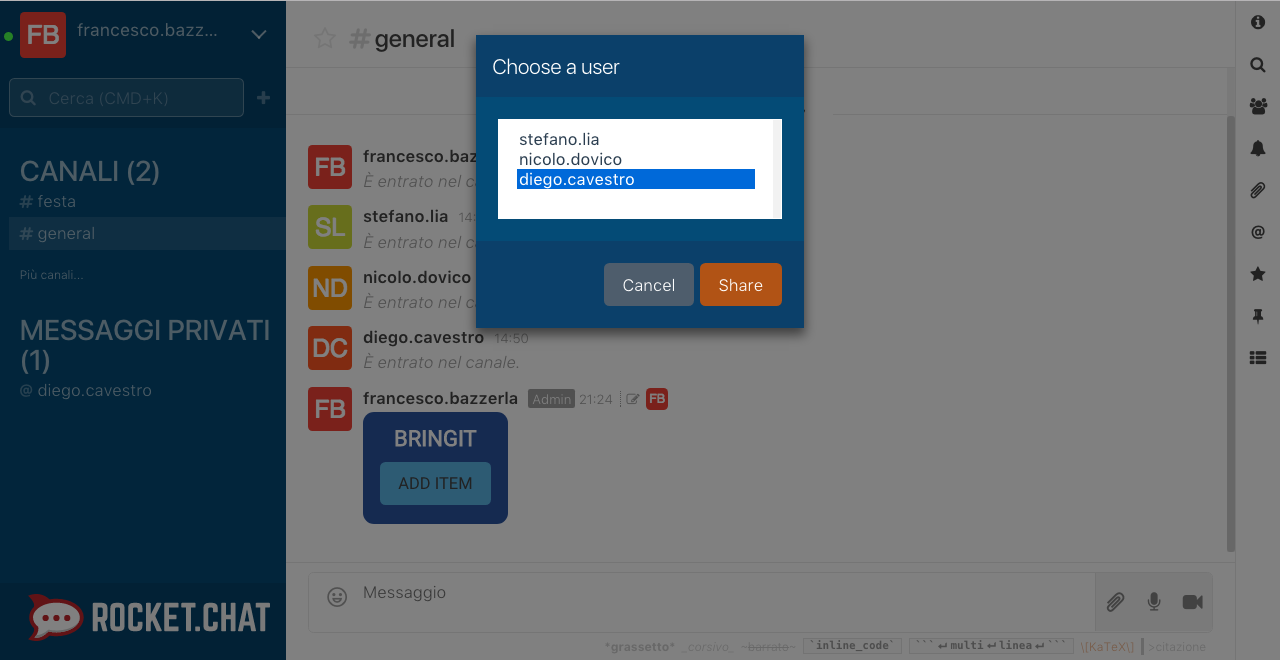 FB francesco.bazz...
Cerca (CMD+K)
CANALI (2)
# festa
# general
Più canali...
MESSAGGI PRIVATI
(1)
@ diego.cavestro
ROCKET.CHAT
#general
FB francesco.baz
È entrato nel c
SL stefano.lia 14:
È entrato nel c
ND nicolo.dovico
È entrato nel c
DC diego.cavestro 14:50
È entrato nel canale.
FB francesco.bazzerla Admin 21:24 FB
BRINGIT
ADD ITEM
Choose a user
stefano.lia
nicolo.dovico
diego.cavestro
Cancel Share
Messaggio
*grassetto* _corsivo_ ~barrato~ `inline_code` ```↵multi↵linea↵``` \[KaTeX\] >citazione